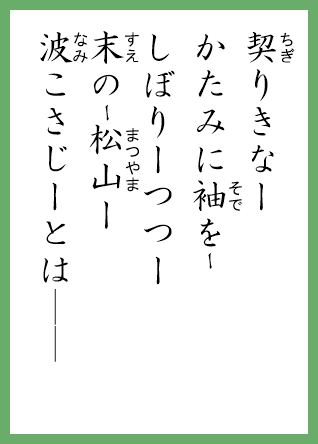 契りきなー
かたみに袖を～
しぼりーつつー
末の～松山ー
波こさじーとは――
ちぎ
そで
すえ
まつやま
なみ